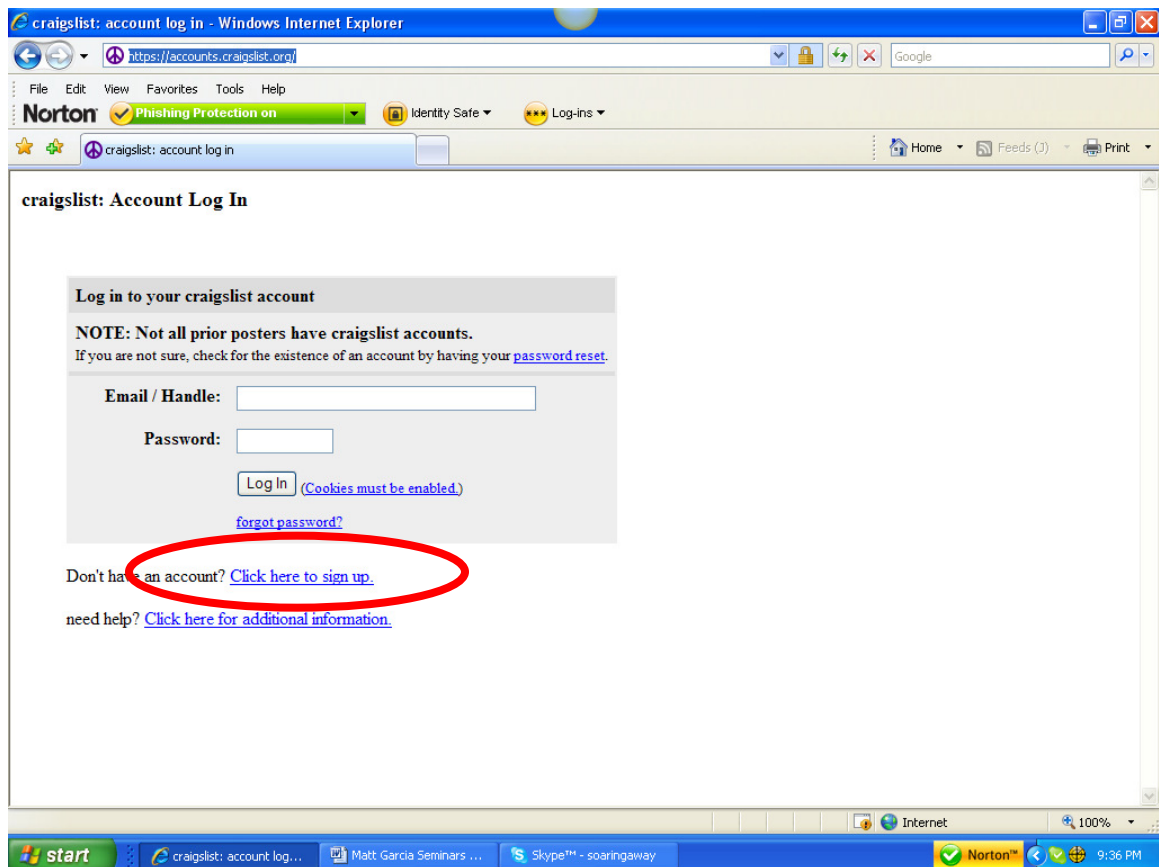 craigslist: account log in - Windows Internet Explorer
https://accounts.craigslist.org/
Google
File Edit View Favorites Tools Help
Norton Phishing Protection on Identity Safe Log-ins
craigslist: account log in
Home Feeds (J) Print
craigslist: Account Log In
Log in to your craigslist account
NOTE: Not all prior posters have craigslist accounts.
If you are not sure, check for the existence of an account by having your password reset.
Email / Handle:
Password:
Log In (Cookies must be enabled.)
forgot password?
Don't have an account? Click here to sign up.
need help? Click here for additional information.
Internet 100%
start craigslist: account log... Matt Garcia Seminars ... Skype™ - soaringaway Norton™ 9:36 PM